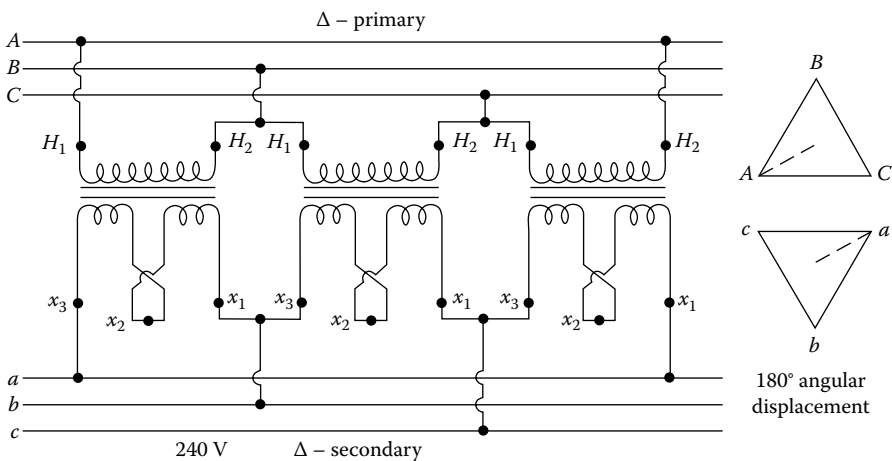 Δ – primary
A
B
C
H₁ H₂ H₁ H₂ H₁ H₂
x₃ x₂ x₁ x₃ x₂ x₁ x₃ x₂ x₁
a
b
c
240 V Δ – secondary
B
A C
c a
b
180° angular
displacement